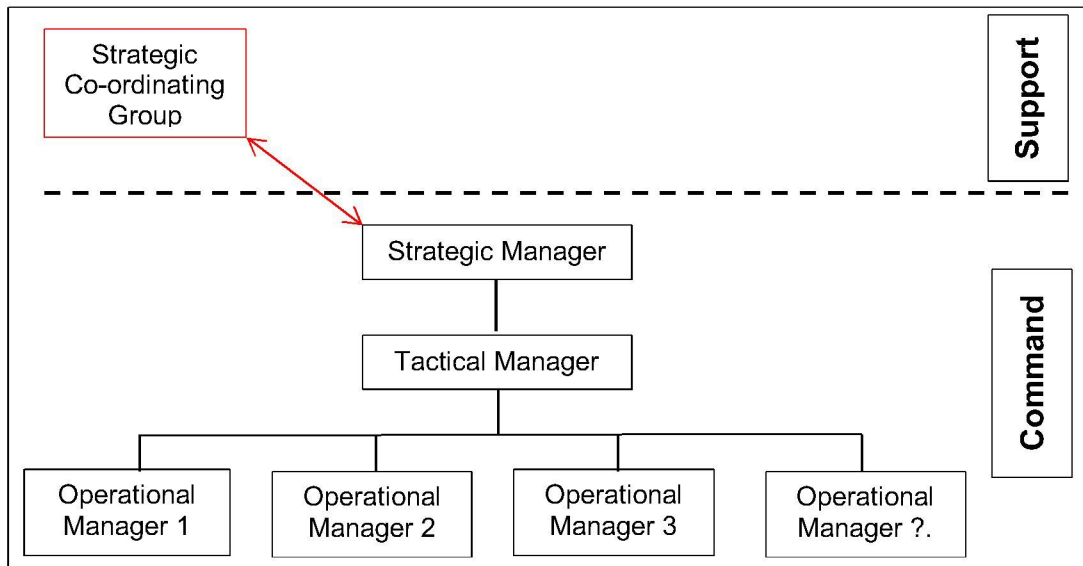 Strategic
Co-ordinating
Group
Support
Strategic Manager
Tactical Manager
Command
Operational
Manager 1
Operational
Manager 2
Operational
Manager 3
Operational
Manager ?.